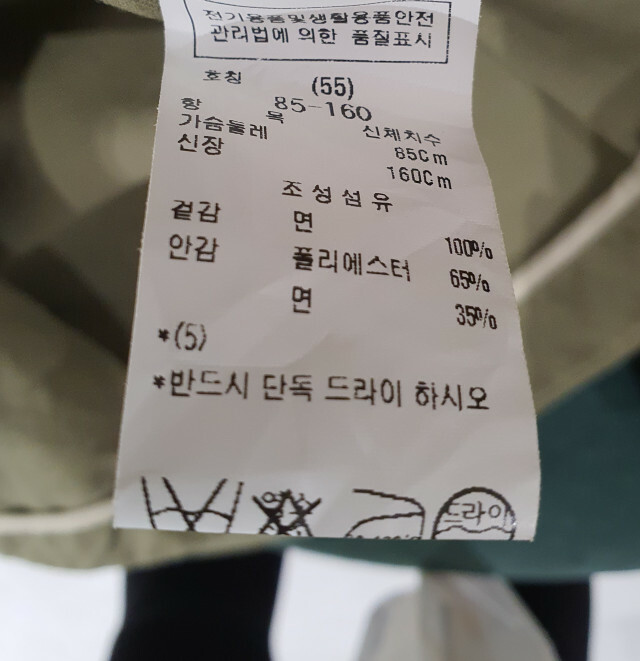 전기용품및생활용품안전
관리법에 의한 품질표시
호칭 (55)
85-160
항 목 신체치수
가슴둘레 85Cm
신장 160Cm
조성섬유
겉감 면 100%
안감 폴리에스터 65%
면 35%
*(5)
*반드시 단독 드라이 하시오
드라이